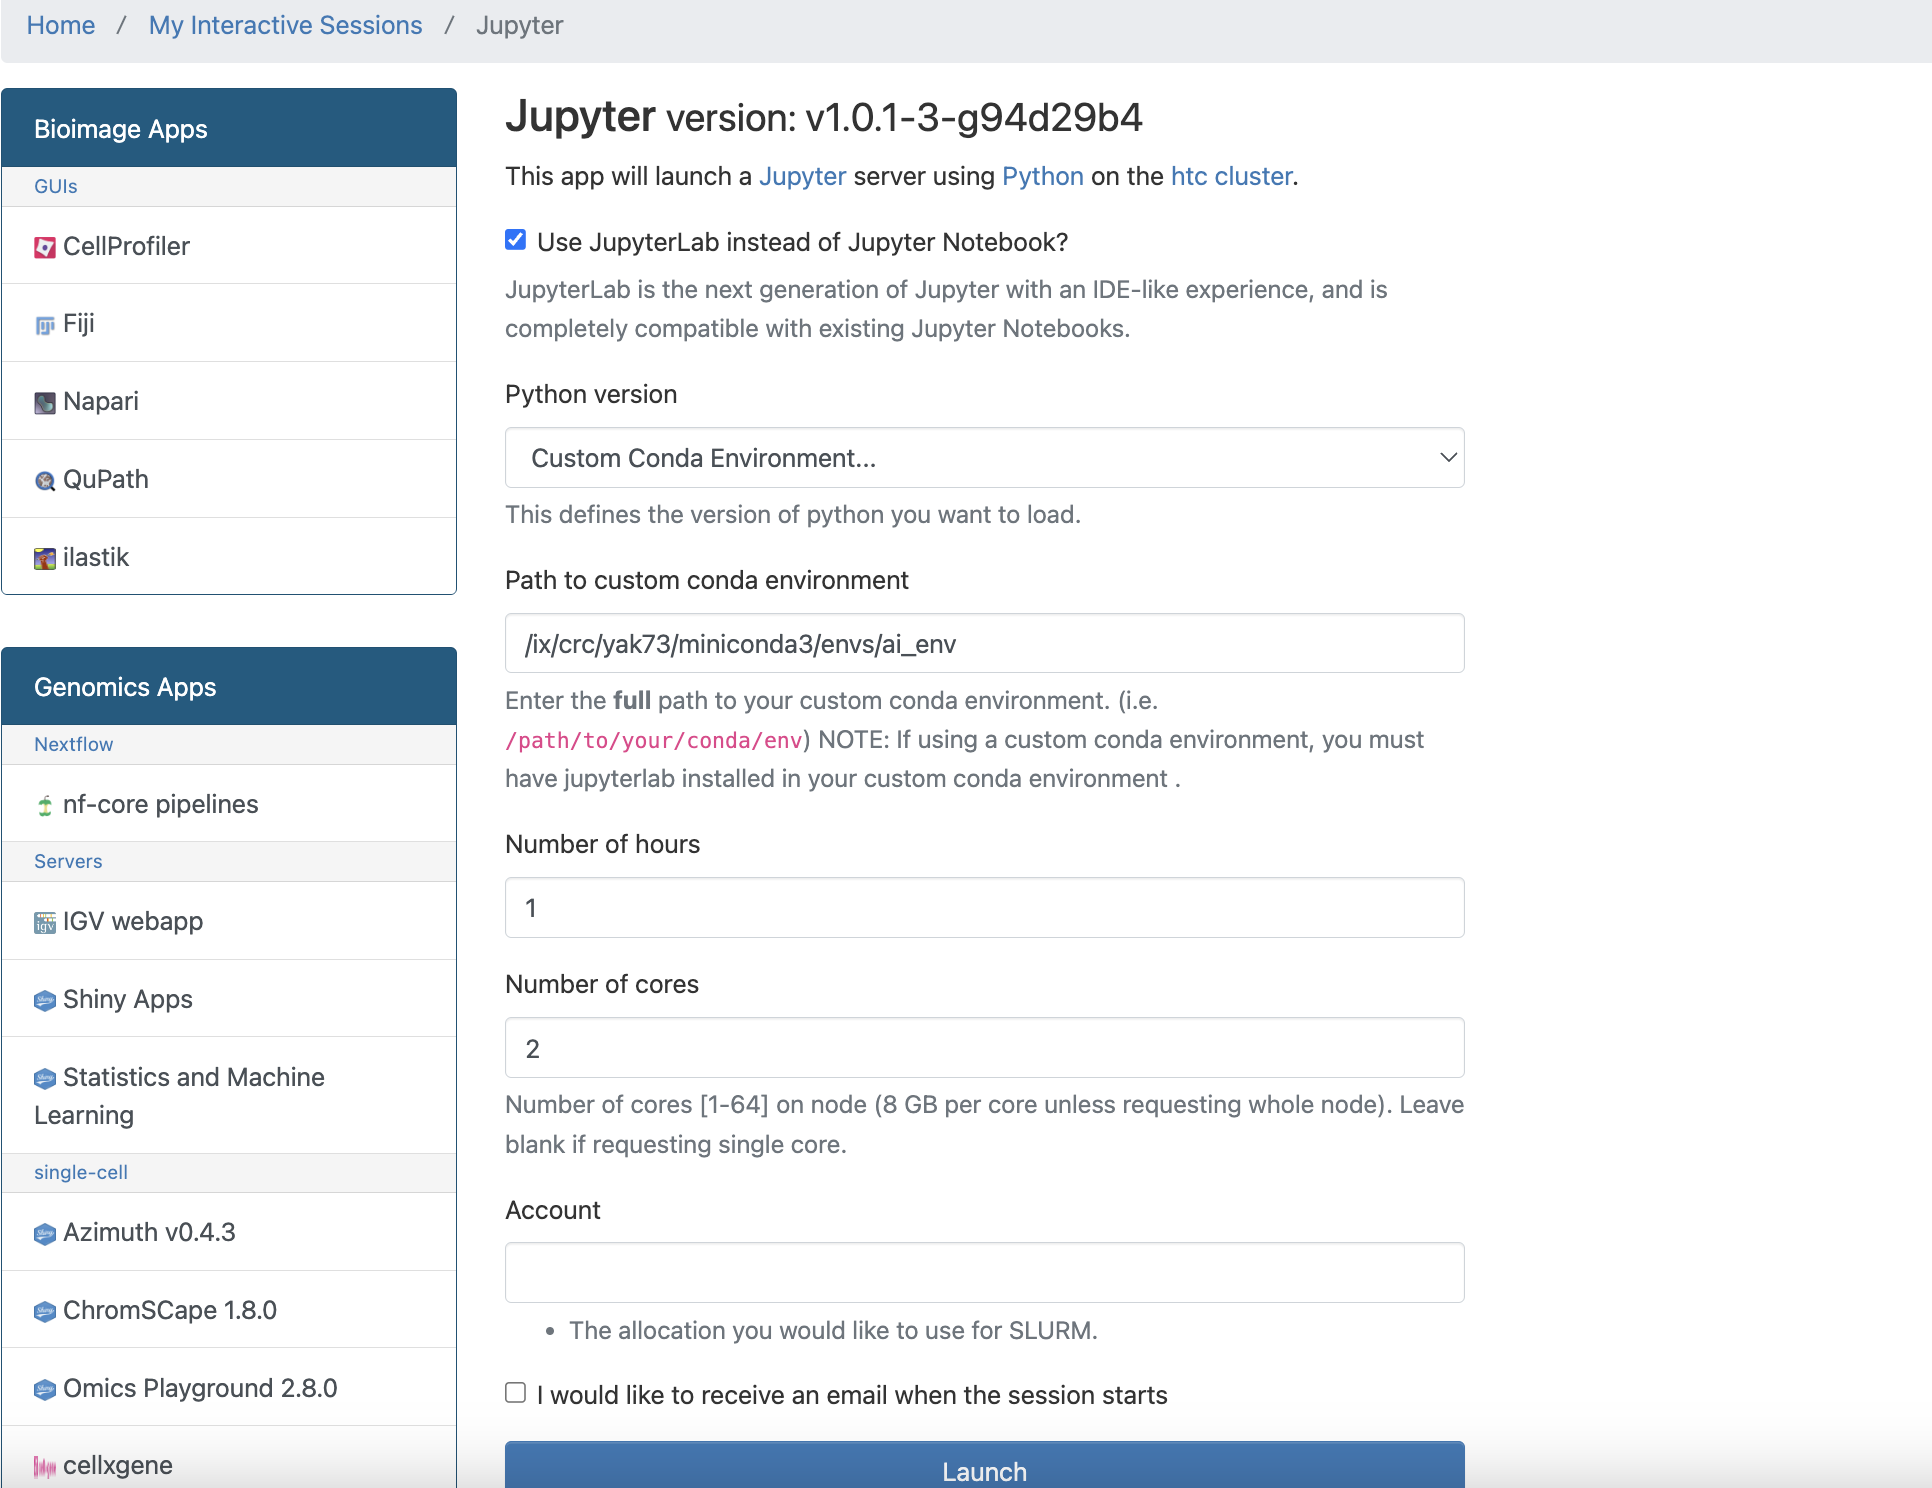 Home / My Interactive Sessions / Jupyter
Bioimage Apps
GUIs
CellProfiler
Fiji
Napari
QuPath
ilastik
Genomics Apps
Nextflow
nf-core pipelines
Servers
IGV webapp
Shiny Apps
Statistics and Machine
Learning
single-cell
Azimuth v0.4.3
ChromSCape 1.8.0
Omics Playground 2.8.0
cellxgene
Jupyter version: v1.0.1-3-g94d29b4
This app will launch a Jupyter server using Python on the htc cluster.
Use JupyterLab instead of Jupyter Notebook?
JupyterLab is the next generation of Jupyter with an IDE-like experience, and is
completely compatible with existing Jupyter Notebooks.
Python version
Custom Conda Environment...
This defines the version of python you want to load.
Path to custom conda environment
/ix/crc/yak73/miniconda3/envs/ai_env
Enter the full path to your custom conda environment. (i.e.
/path/to/your/conda/env) NOTE: If using a custom conda environment, you must
have jupyterlab installed in your custom conda environment .
Number of hours
1
Number of cores
2
Number of cores [1-64] on node (8 GB per core unless requesting whole node). Leave
blank if requesting single core.
Account
• The allocation you would like to use for SLURM.
I would like to receive an email when the session starts
Launch